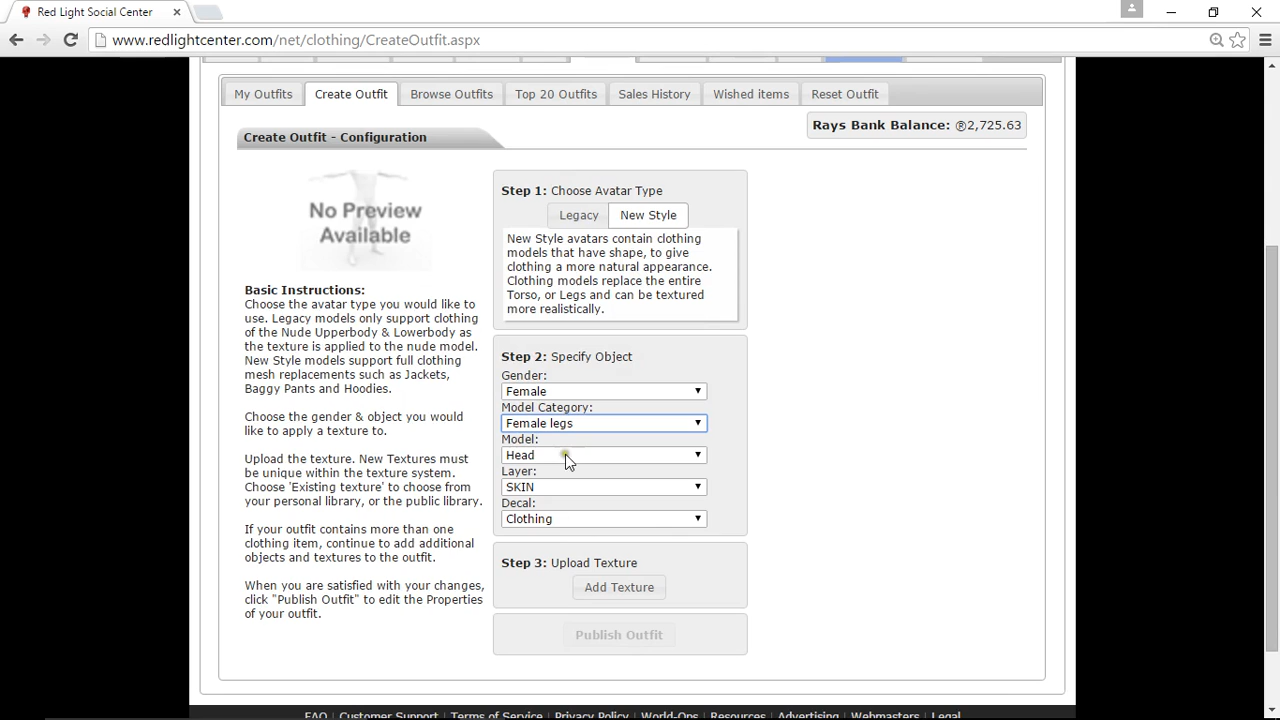 Red Light Social Center
www.redlightcenter.com/net/clothing/CreateOutfit.aspx
My Outfits
Create Outfit
Browse Outfits
Top 20 Outfits
Sales History
Wished items
Reset Outfit
Rays Bank Balance: ℗2,725.63
Create Outfit - Configuration
No Preview
Available
Basic Instructions:
Choose the avatar type you would like to
use. Legacy models only support clothing
of the Nude Upperbody & Lowerbody as
the texture is applied to the nude model.
New Style models support full clothing
mesh replacements such as Jackets,
Baggy Pants and Hoodies.
Choose the gender & object you would
like to apply a texture to.
Upload the texture. New Textures must
be unique within the texture system.
Choose 'Existing texture' to choose from
your personal library, or the public library.
If your outfit contains more than one
clothing item, continue to add additional
objects and textures to the outfit.
When you are satisfied with your changes,
click "Publish Outfit" to edit the Properties
of your outfit.
Step 1: Choose Avatar Type
Legacy
New Style
New Style avatars contain clothing
models that have shape, to give
clothing a more natural appearance.
Clothing models replace the entire
Torso, or Legs and can be textured
more realistically.
Step 2: Specify Object
Gender:
Female
Model Category:
Female legs
Model:
Head
Layer:
SKIN
Decal:
Clothing
Step 3: Upload Texture
Add Texture
Publish Outfit
FAQ | Customer Support | Terms of Service | Privacy Policy | World-Ops | Resources | Advertising | Webmasters | Legal